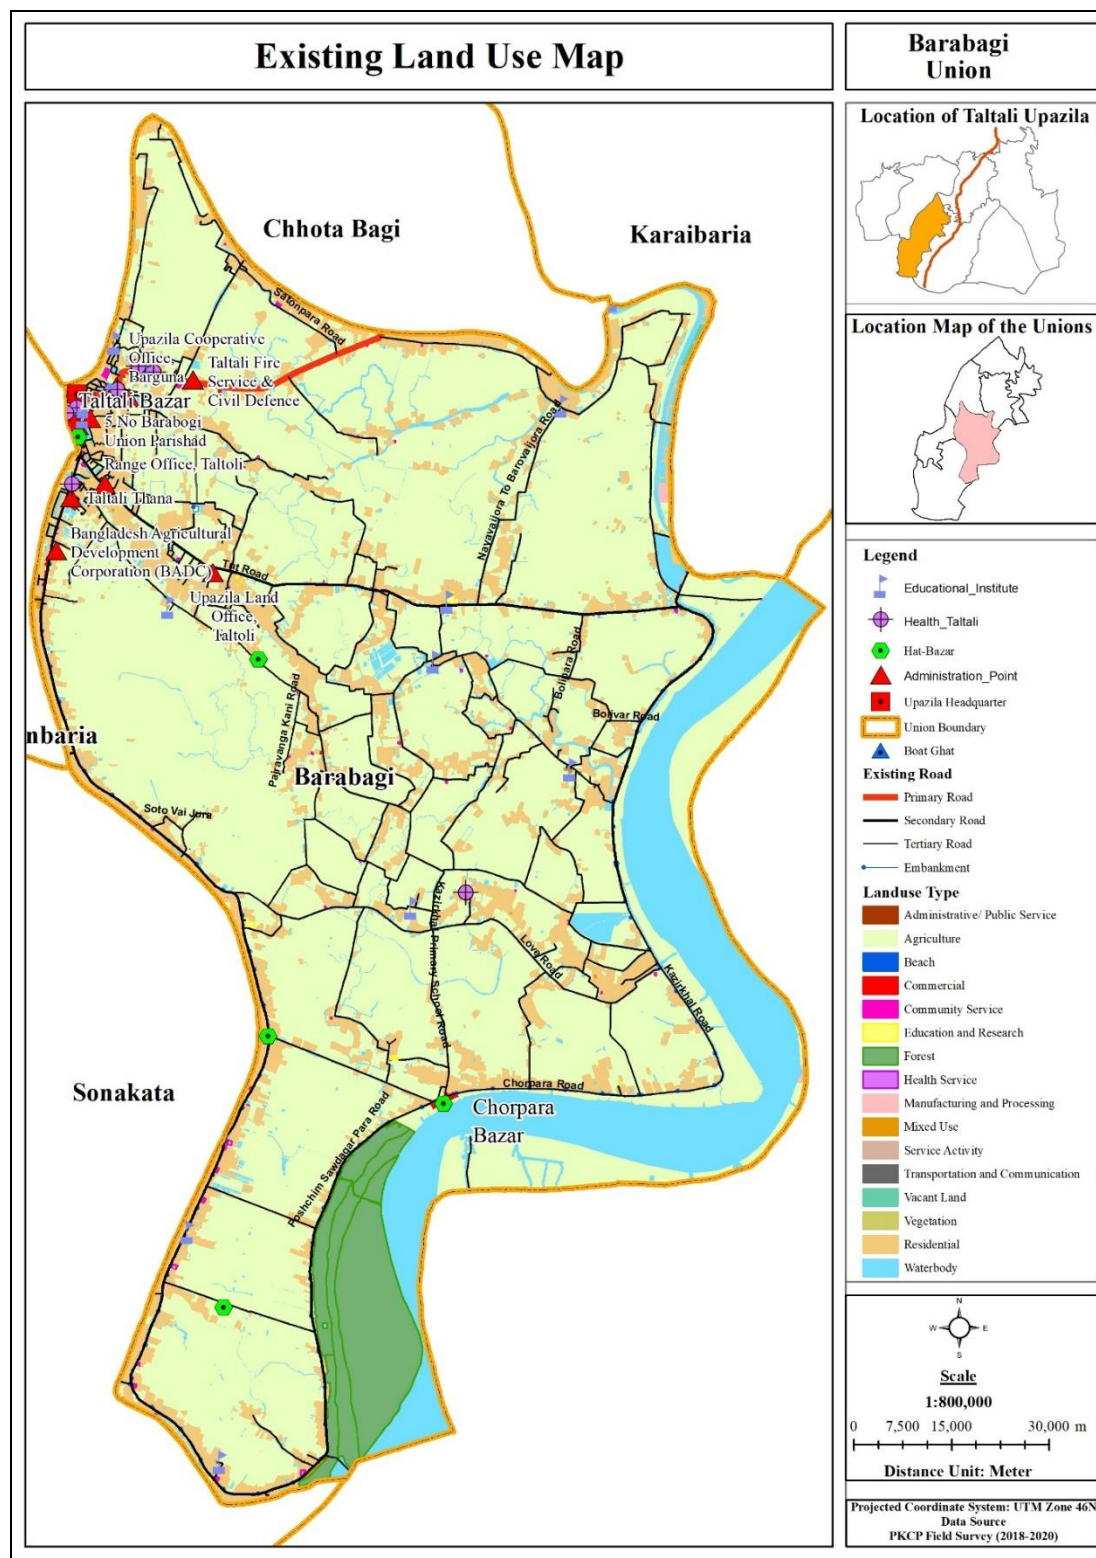 Existing Land Use Map
Barabagi
Union
Chhota Bagi
Karaibaria
Satonpara Road
Upazila Cooperative
Office,
Barguna
Taltali Fire
Service &
Civil Defence
Taltali Bazar
5 No Barabogi
Union Parishad
Range Office, Taltoli
Taltali Thana
Bangladesh Agricultural
Development
Corporation (BADC)
Tnt Road
Upazila Land
Office,
Taltoli
Nayavaijora To Barovaijora Road
Bolipara Road
Bolivar Road
nbaria
Pajravanga Kani Road
Barabagi
Soto Vai Jora
Kazirkhal Primary School Road
Love Road
Kazirkhal Road
Sonakata
Chorpara Road
Chorpara
Bazar
Poshchim Sawdagar Para Road
Location of Taltali Upazila
Location Map of the Unions
Legend
Educational_Institute
Health_Taltali
Hat-Bazar
Administration_Point
Upazila Headquarter
Union Boundary
Boat Ghat
Existing Road
Primary Road
Secondary Road
Tertiary Road
Embankment
Landuse Type
Administrative/ Public Service
Agriculture
Beach
Commercial
Community Service
Education and Research
Forest
Health Service
Manufacturing and Processing
Mixed Use
Service Activity
Transportation and Communication
Vacant Land
Vegetation
Residential
Waterbody
N
W E
S
Scale
1:800,000
0 7,500 15,000 30,000 m
Distance Unit: Meter
Projected Coordinate System: UTM Zone 46N
Data Source
PKCP Field Survey (2018-2020)